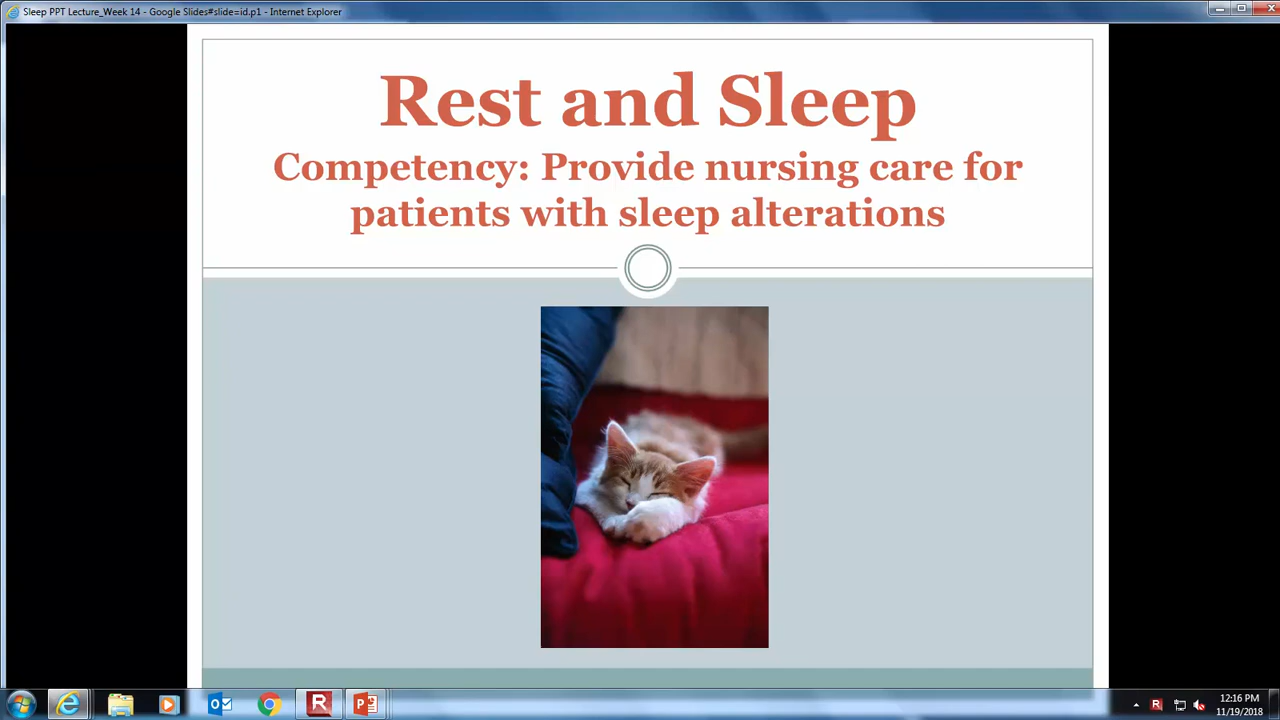 Sleep PPT Lecture_Week 14 - Google Slides#slide=id.p1 - Internet Explorer
Rest and Sleep
Competency: Provide nursing care for
patients with sleep alterations
12:16 PM
11/19/2018